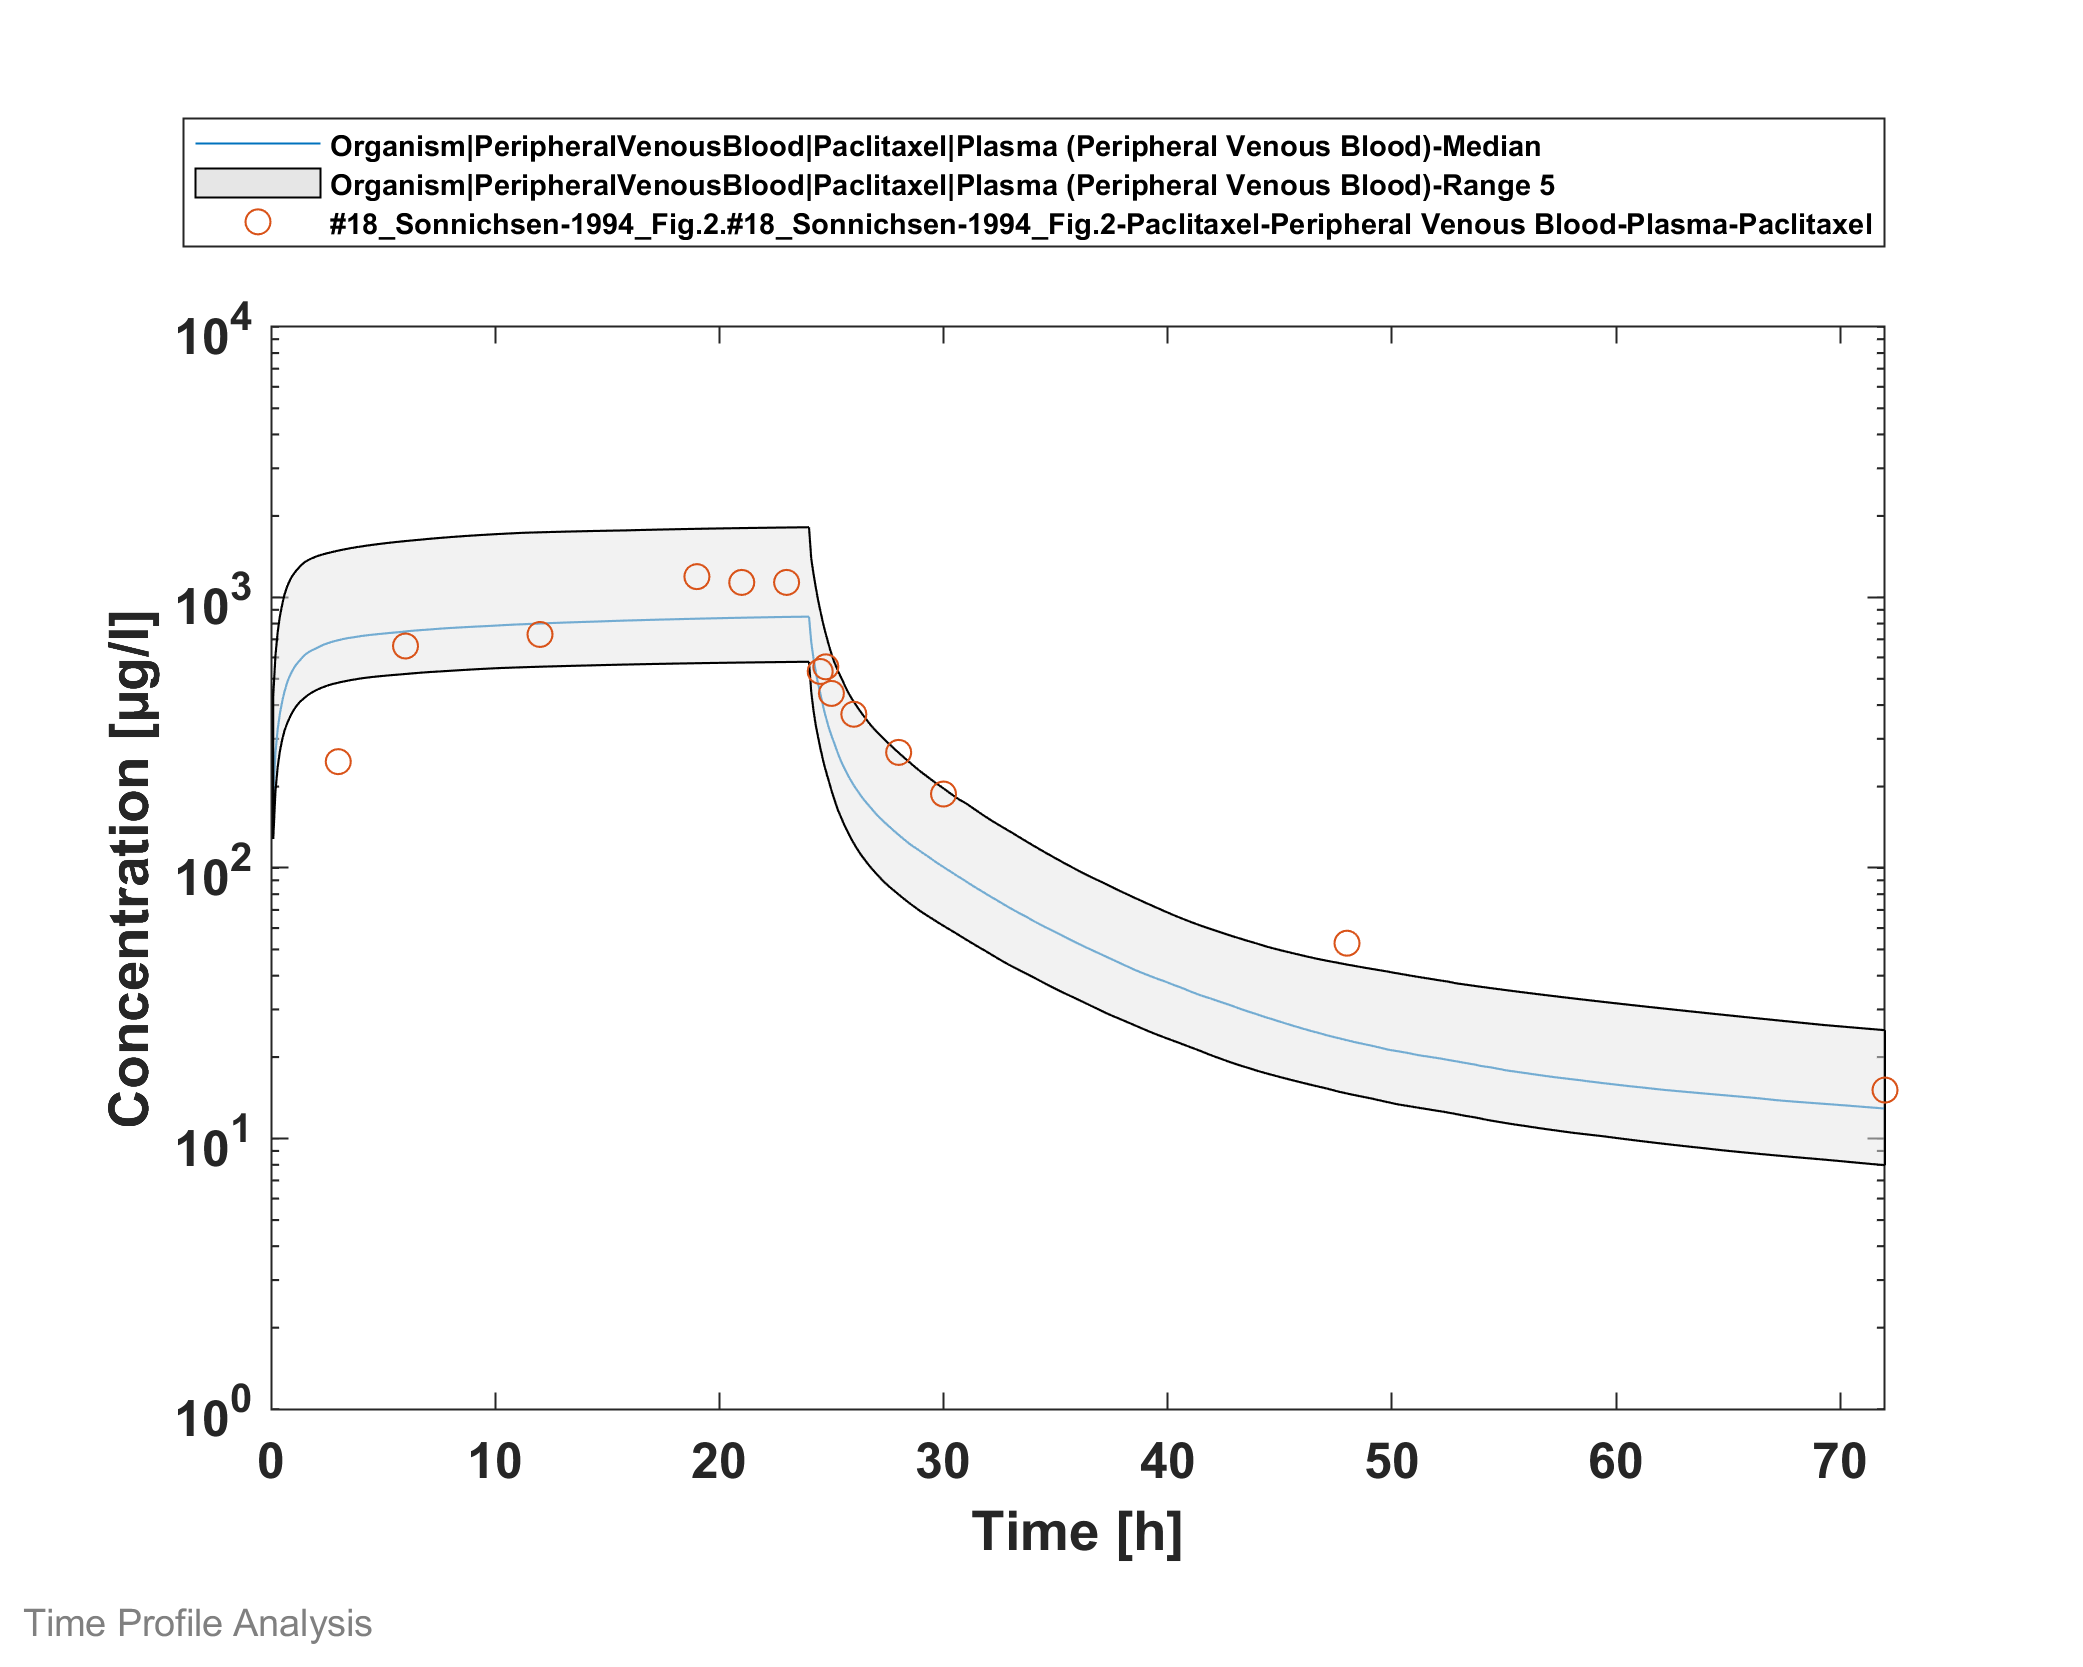 Organism|PeripheralVenousBlood|Paclitaxel|Plasma (Peripheral Venous Blood)-Median
Organism|PeripheralVenousBlood|Paclitaxel|Plasma (Peripheral Venous Blood)-Range 5
#18_Sonnichsen-1994_Fig.2.#18_Sonnichsen-1994_Fig.2-Paclitaxel-Peripheral Venous Blood-Plasma-Paclitaxel
10^4
10^3
10^2
10^1
10^0
Concentration [µg/l]
0 10 20 30 40 50 60 70
Time [h]
Time Profile Analysis